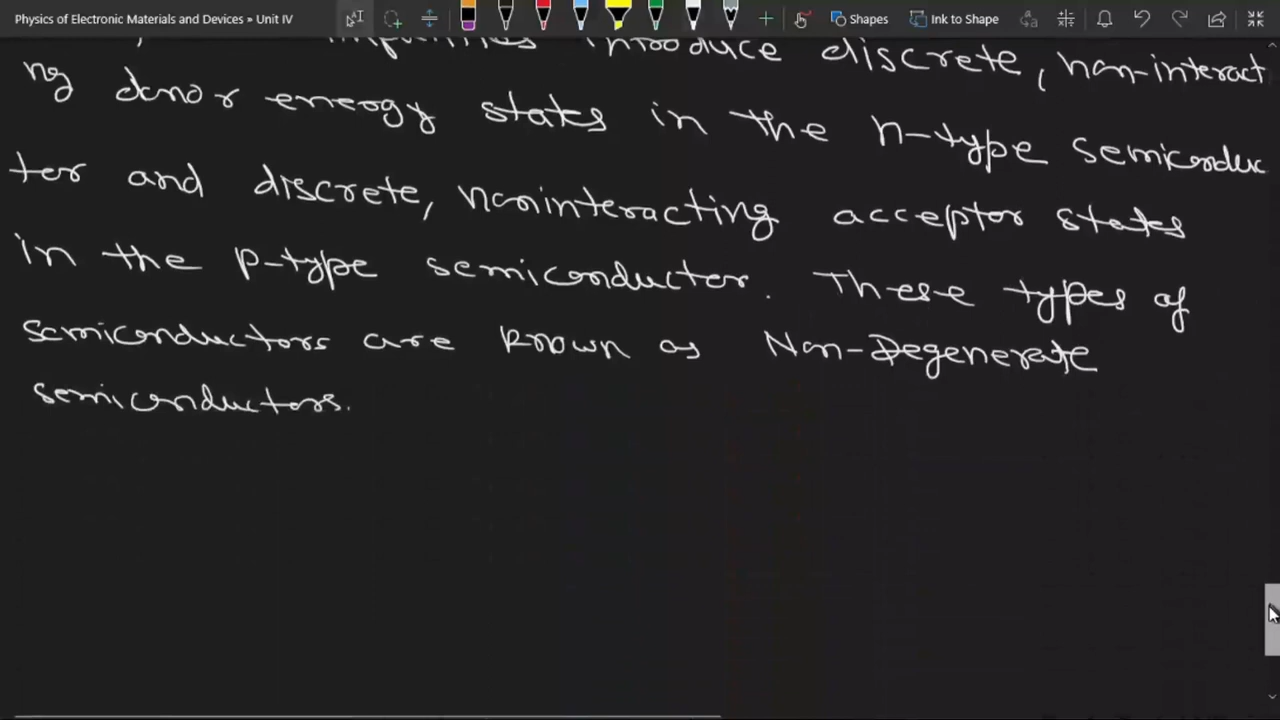 Physics of Electronic Materials and Devices » Unit IV
Shapes
Ink to Shape
impurities introduce discrete, non-interact
ng donor energy states in the n-type semiconduc
tor and discrete, noninteracting acceptor states
in the p-type semiconductor. These types of
semiconductors are known as Non-Degenerate
semiconductors.